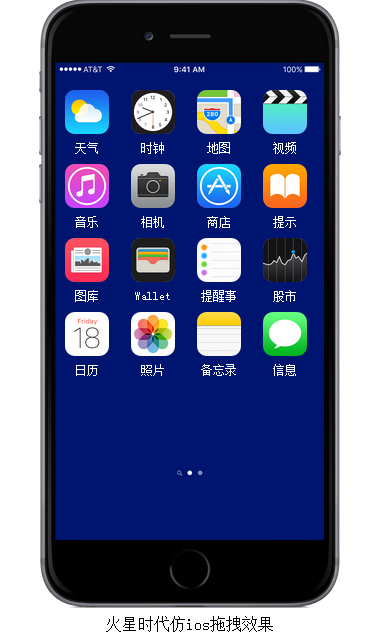 AT&T 9:41 AM 100%
天气 时钟 地图 视频
280
音乐 相机 商店 提示
图库 Wallet 提醒事 股市
Friday
18
日历 照片 备忘录 信息
火星时代仿ios拖拽效果